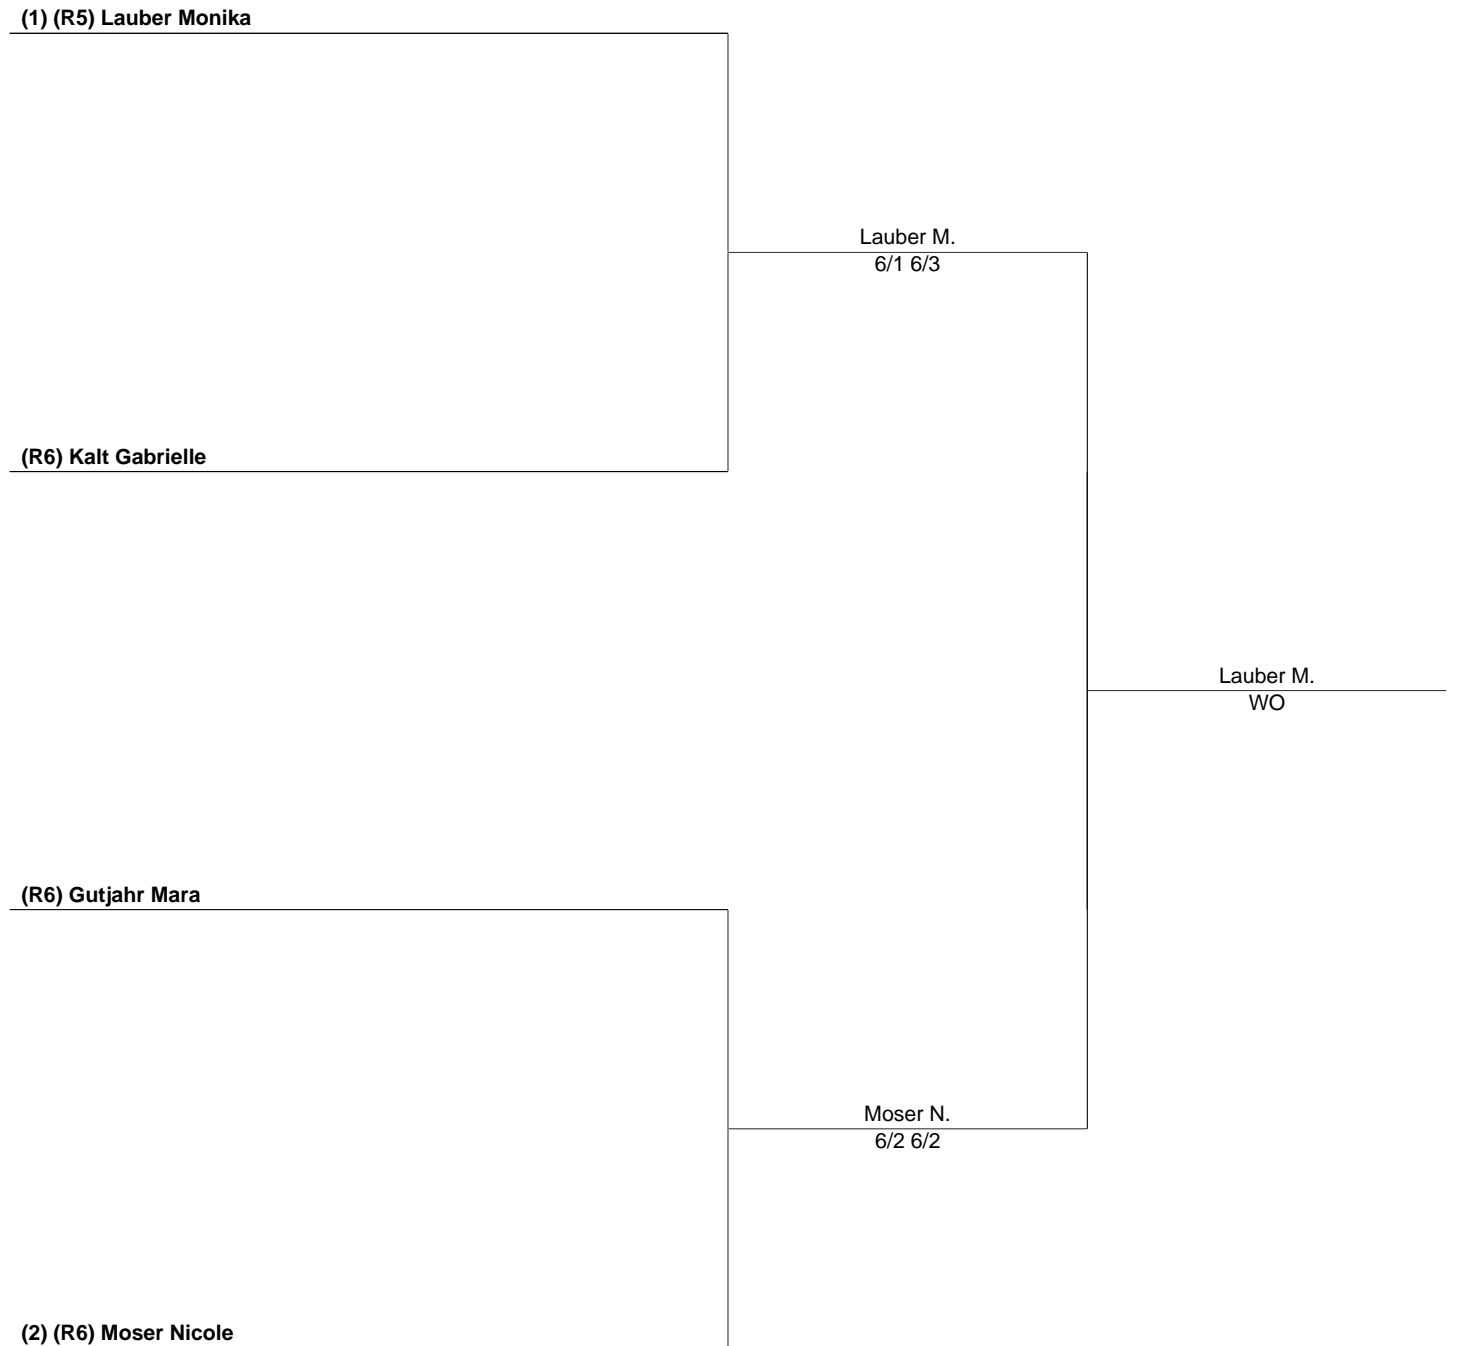 (1) (R5) Lauber Monika
Lauber M.
6/1 6/3
(R6) Kalt Gabrielle
Lauber M.
WO
(R6) Gutjahr Mara
Moser N.
6/2 6/2
(2) (R6) Moser Nicole